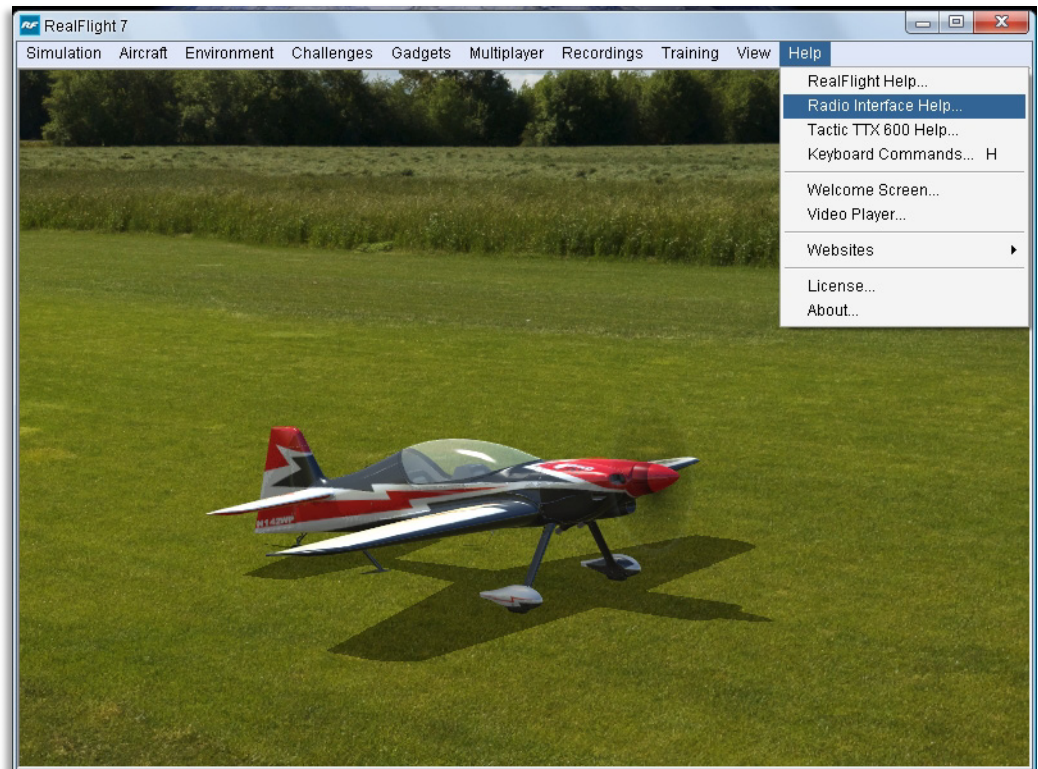 RF RealFlight 7
Simulation Aircraft Environment Challenges Gadgets Multiplayer Recordings Training View Help
RealFlight Help...
Radio Interface Help...
Tactic TTX 600 Help...
Keyboard Commands... H
Welcome Screen...
Video Player...
Websites
License...
About...